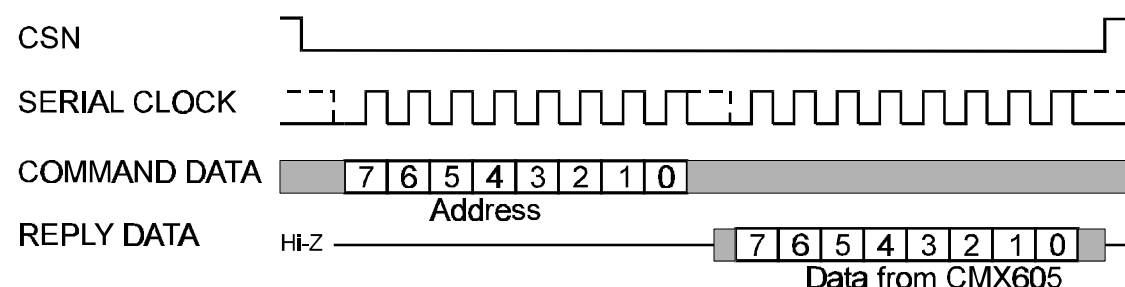 CSN
SERIAL CLOCK
COMMAND DATA 7 6 5 4 3 2 1 0
Address
REPLY DATA Hi-Z 7 6 5 4 3 2 1 0
Data from CMX605